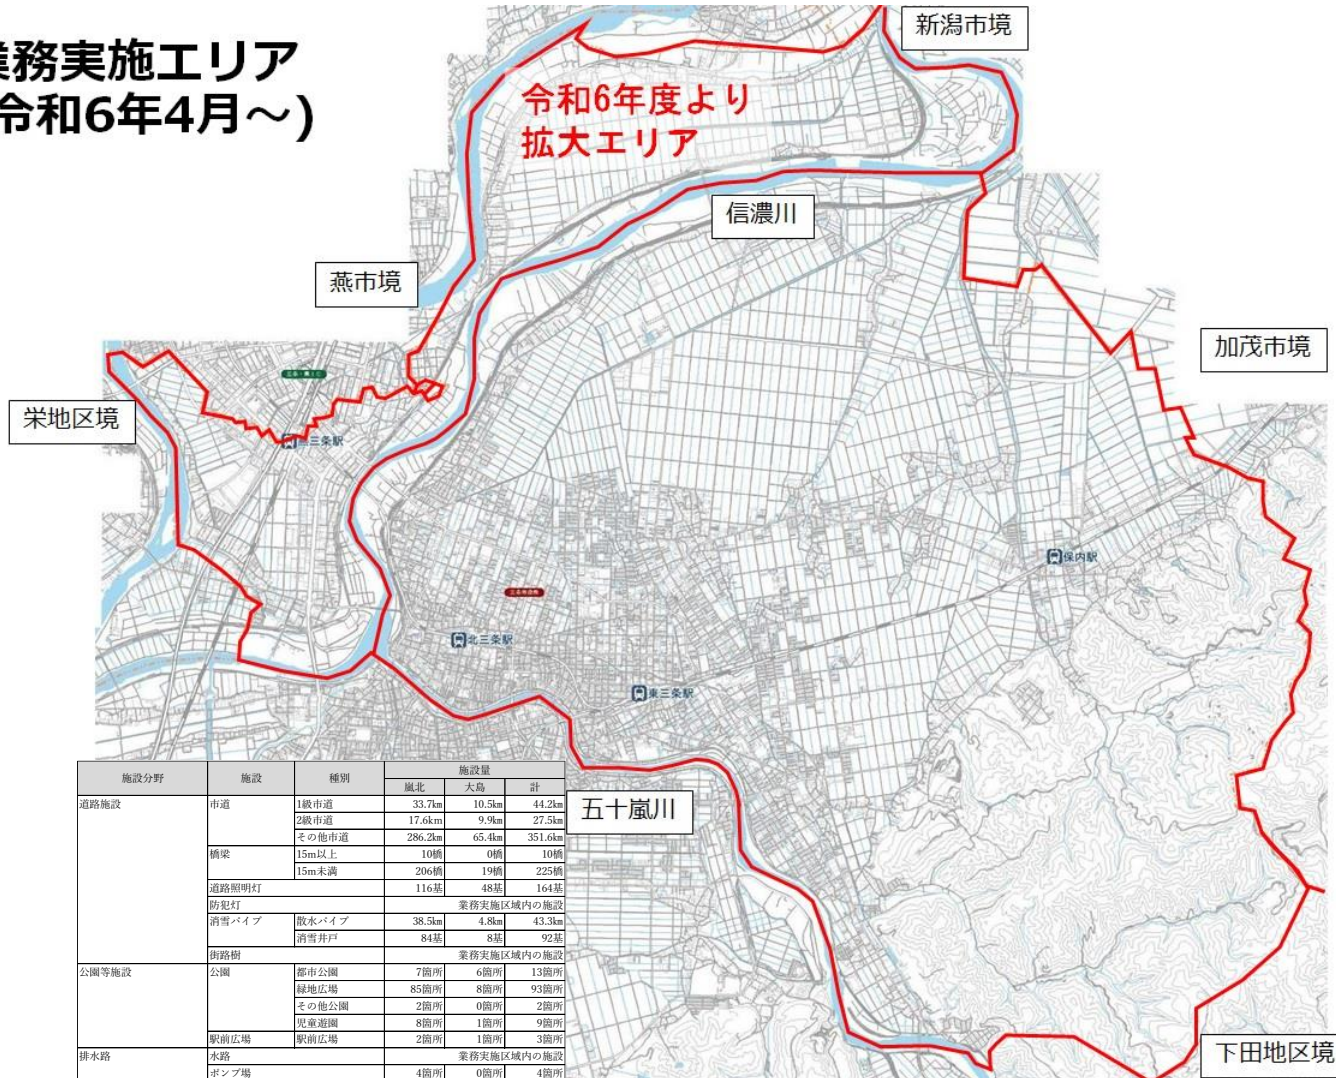 業務実施エリア
令和6年4月～)
新潟市境
令和6年度より
拡大エリア
信濃川
燕市境
加茂市境
栄地区境
三条駅
保内駅
北三条駅
東三条駅
五十嵐川
下田地区境
施設分野 施設 種別 施設量
嵐北 大島 計
道路施設 市道 1級市道 33.7km 10.5km 44.2km
2級市道 17.6km 9.9km 27.5km
その他市道 286.2km 65.4km 351.6km
橋梁 15m以上 10橋 0橋 10橋
15m未満 206橋 19橋 225橋
道路照明灯 116基 48基 164基
防犯灯 業務実施区域内の施設
消雪パイプ 散水パイプ 38.5km 4.8km 43.3km
消雪井戸 84基 8基 92基
街路樹 業務実施区域内の施設
公園等施設 公園 都市公園 7箇所 6箇所 13箇所
緑地広場 85箇所 8箇所 93箇所
その他公園 2箇所 0箇所 2箇所
児童遊園 8箇所 1箇所 9箇所
駅前広場 駅前広場 2箇所 1箇所 3箇所
排水路 水路 業務実施区域内の施設
ポンプ場 4箇所 0箇所 4箇所